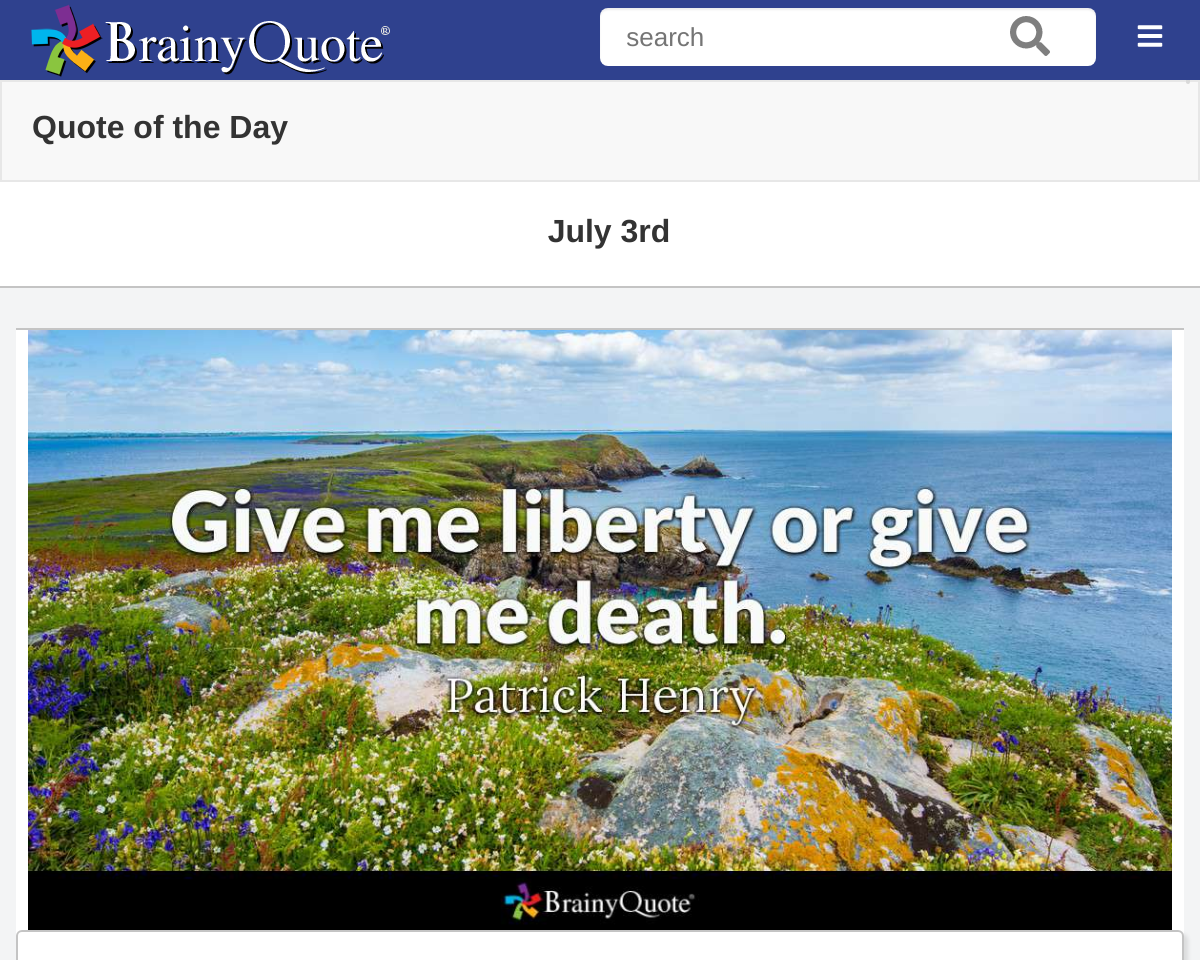 BrainyQuote®
search
Quote of the Day
July 3rd
Give me liberty or give
me death.
Patrick Henry
BrainyQuote®